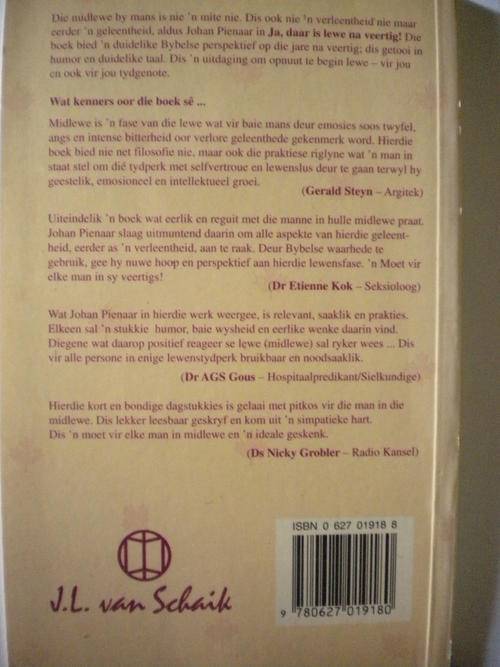 Die midlewe by mans is nie 'n mite nie. Dis ook nie 'n verleentheid nie maar
eerder 'n geleentheid, aldus Johan Pienaar in Ja, daar is lewe na veertig! Die
boek bied 'n duidelike Bybelse perspektief op die jare na veertig; dis getooi in
humor en duidelike taal. Dis 'n uitdaging om opnuut te begin lewe – vir jou
en ook vir jou tydgenote.
Wat kenners oor die boek sê ...
Midlewe is 'n fase van die lewe wat vir baie mans deur emosies soos twyfel,
angs en intense bitterheid oor verlore geleenthede gekenmerk word. Hierdie
boek bied nie net filosofie nie, maar ook die praktiese riglyne wat 'n man in
staat stel om dié tydperk met selfvertroue en lewenslus deur te gaan terwyl hy
geestelik, emosioneel en intellektueel groei.
(Gerald Steyn – Argitek)
Uiteindelik 'n boek wat eerlik en reguit met die manne in hulle midlewe praat.
Johan Pienaar slaag uitmuntend daarin om alle aspekte van hierdie geleent-
heid, eerder as 'n verleentheid, aan te raak. Deur Bybelse waarhede te
gebruik, gee hy nuwe hoop en perspektief aan hierdie lewensfase. 'n Moet vir
elke man in sy veertigs!
(Dr Etienne Kok – Seksioloog)
Wat Johan Pienaar in hierdie werk weergee, is relevant, saaklik en prakties.
Elkeen sal 'n stukkie humor, baie wysheid en eerlike wenke daarin vind.
Diegene wat daarop positief reageer se lewe (midlewe) sal ryker wees ... Dis
vir alle persone in enige lewenstydperk bruikbaar en noodsaaklik.
(Dr AGS Gous – Hospitaalpredikant/Sielkundige)
Hierdie kort en bondige dagstukkies is gelaai met pitkos vir die man in die
midlewe. Dis lekker leesbaar geskryf en kom uit 'n simpatieke hart.
Dis 'n moet vir elke man in midlewe en 'n ideale geskenk.
(Ds Nicky Grobler – Radio Kansel)
ISBN 0 627 01918 8
J.L. van Schaik
9 780627 019180